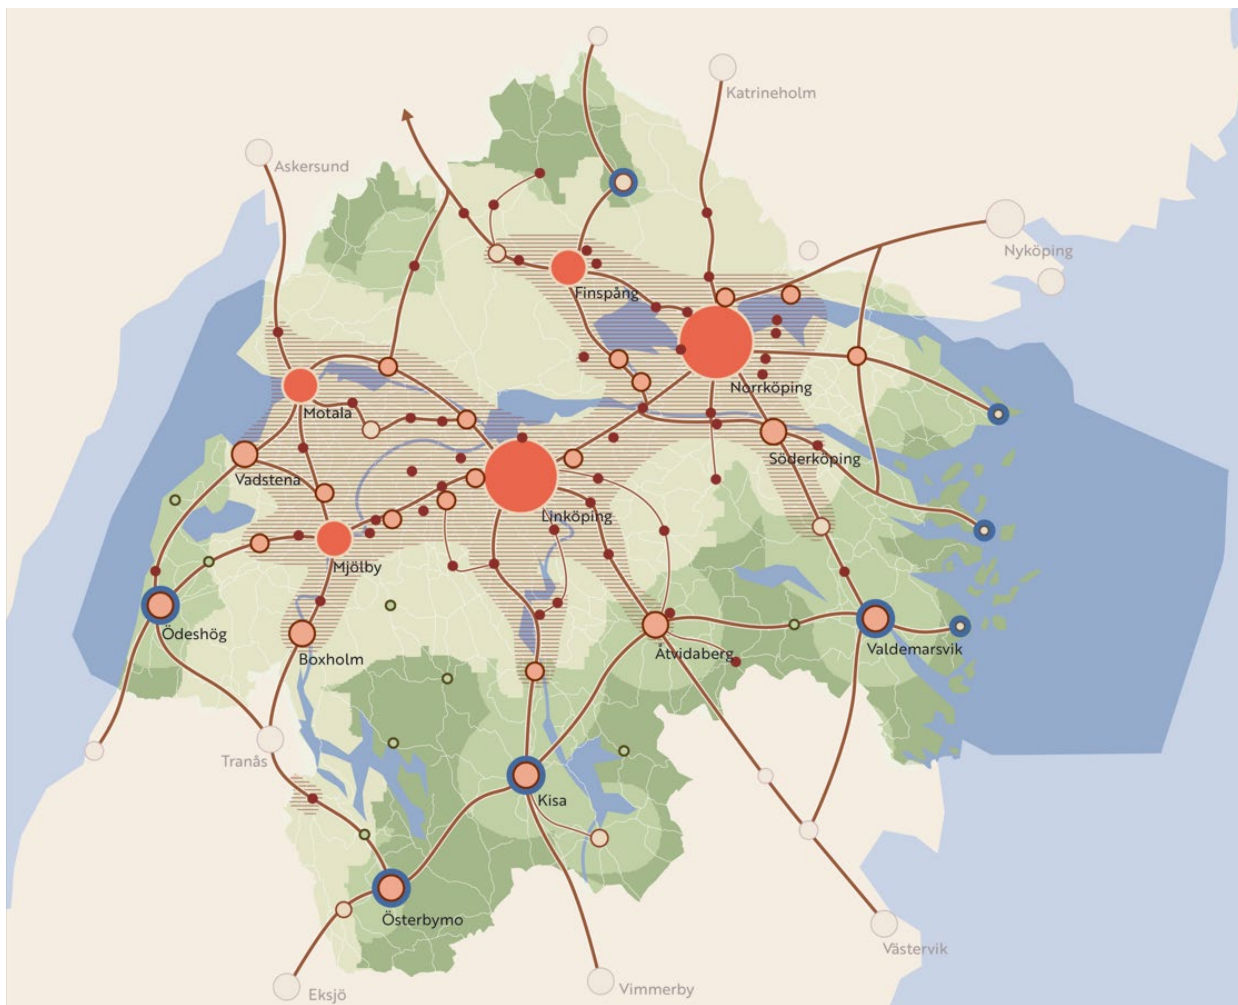 Katrineholm
Askersund
Nyköping
Finspång
Norrköping
Motala
Söderköping
Vadstena
Linköping
Mjölby
Ödeshög
Boxholm
Åtvidaberg
Valdemarsvik
Tranås
Kisa
Österbymo
Västervik
Vimmerby
Eksjö